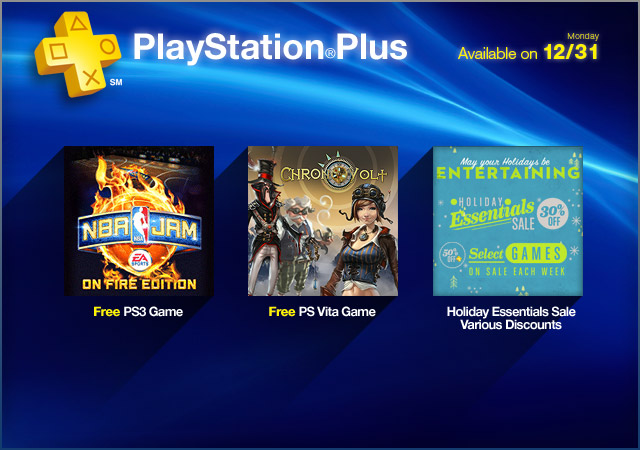 PlayStation®Plus
SM
Monday
Available on 12/31
NBA JAM
NBA
EA
SPORTS
ON FIRE EDITION
Free PS3 Game
CHRONOVOLT
Free PS Vita Game
May your Holidays be
ENTERTAINING
HOLIDAY
Essentials
SALE
30%
OFF
50%
OFF
Select GAMES
ON SALE EACH WEEK
Holiday Essentials Sale
Various Discounts